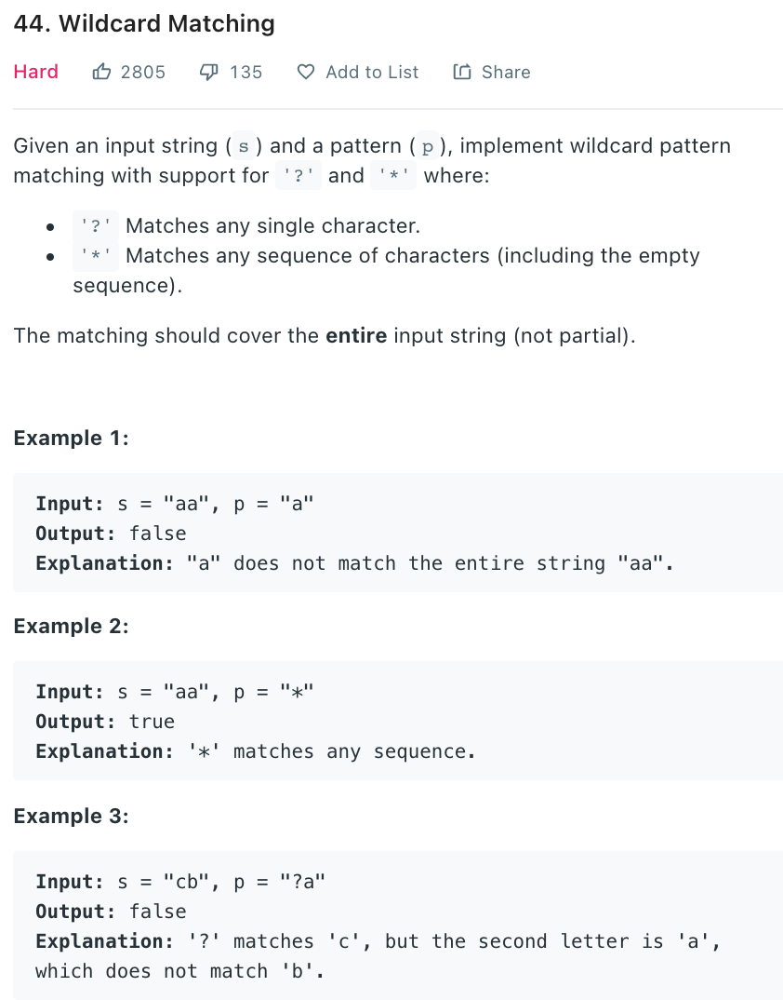 44. Wildcard Matching
Hard 2805 135 Add to List Share
Given an input string ( s ) and a pattern ( p ), implement wildcard pattern
matching with support for '?' and '*' where:
• '?' Matches any single character.
• '*' Matches any sequence of characters (including the empty
sequence).
The matching should cover the entire input string (not partial).
Example 1:
Input: s = "aa", p = "a"
Output: false
Explanation: "a" does not match the entire string "aa".
Example 2:
Input: s = "aa", p = "*"
Output: true
Explanation: '*' matches any sequence.
Example 3:
Input: s = "cb", p = "?a"
Output: false
Explanation: '?' matches 'c', but the second letter is 'a',
which does not match 'b'.